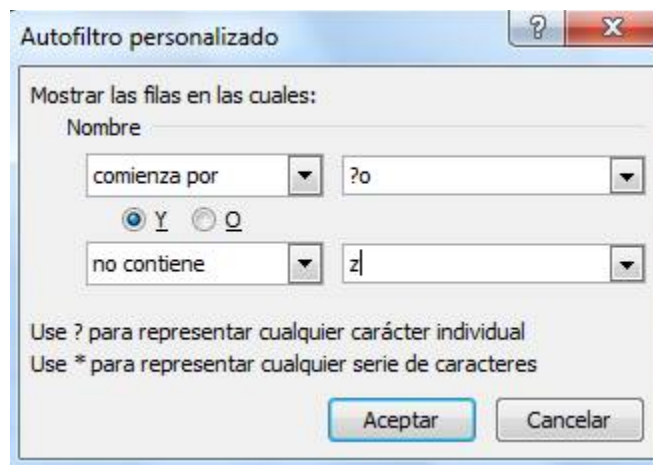 Autofiltro personalizado
Mostrar las filas en las cuales:
Nombre
comienza por ?o
Y O
no contiene z
Use ? para representar cualquier carácter individual
Use * para representar cualquier serie de caracteres
Aceptar Cancelar